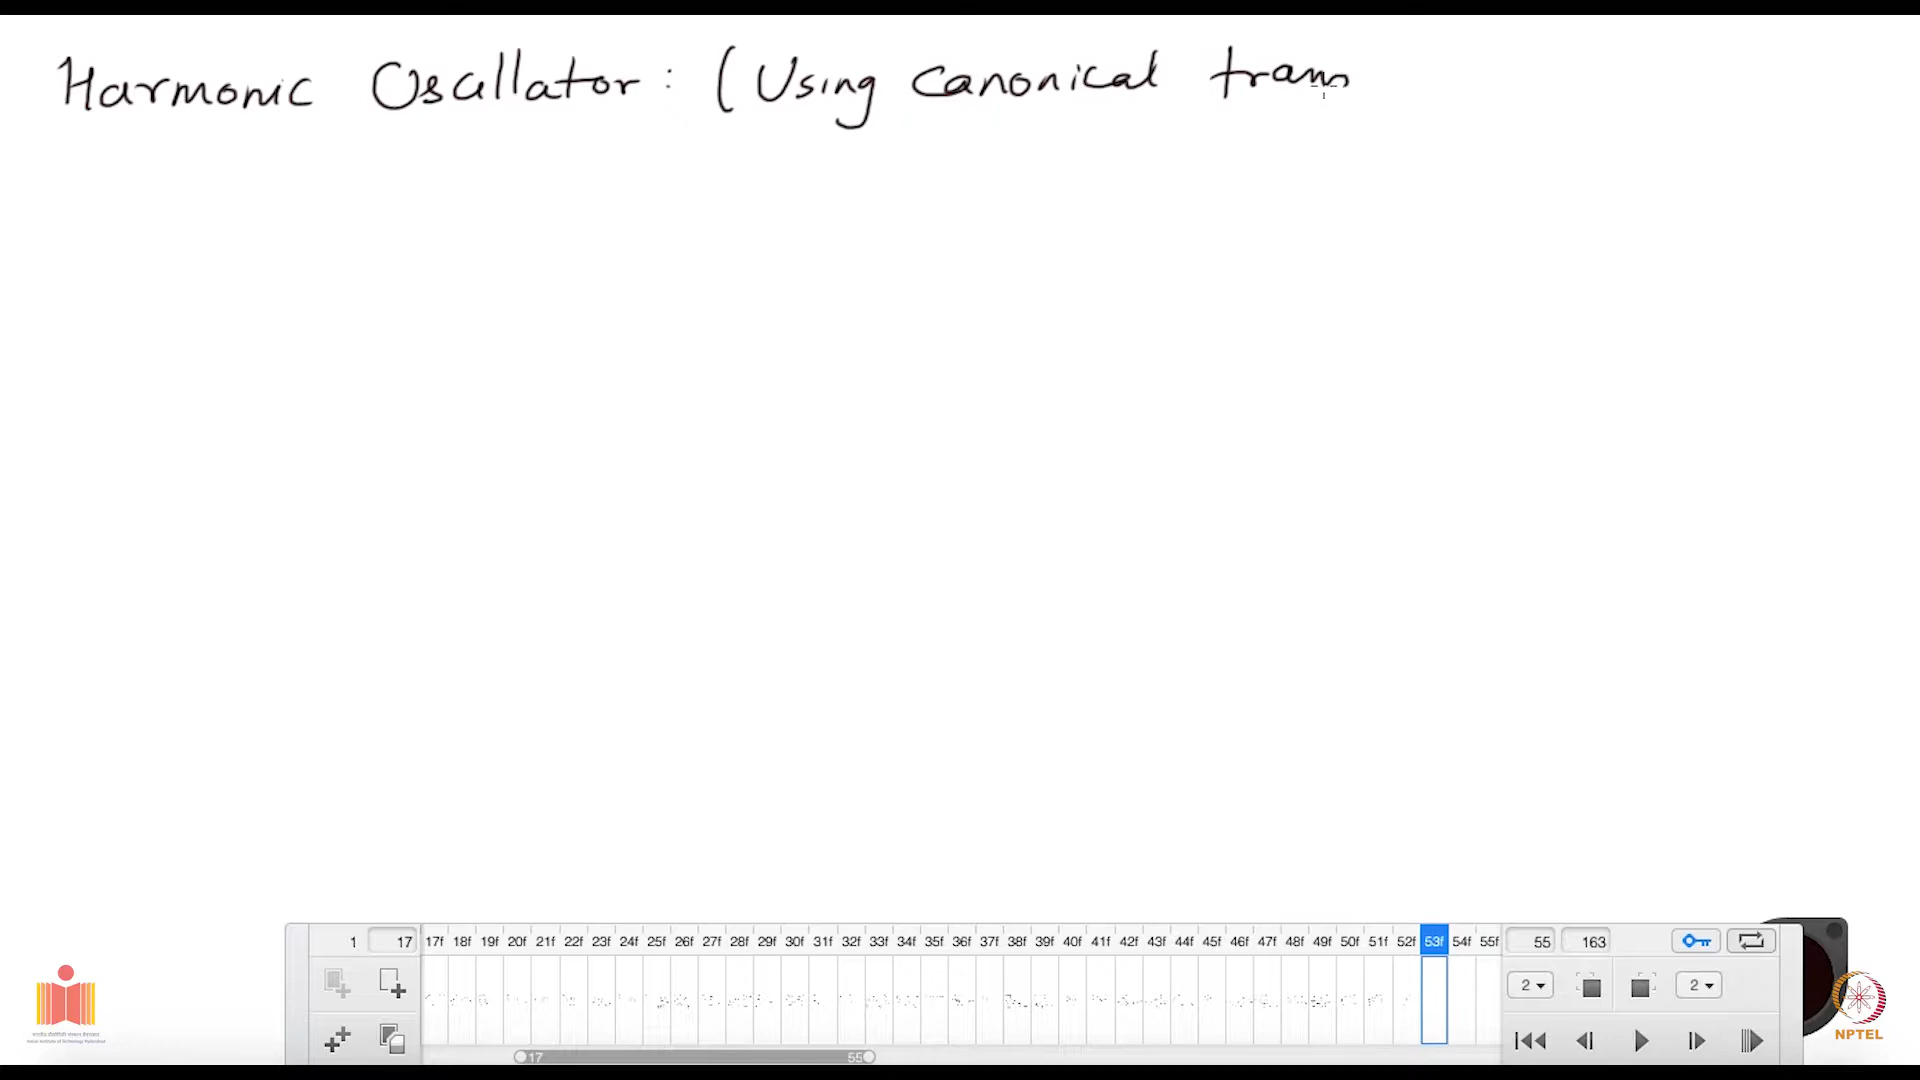 Harmonic Oscillator : (Using canonical trans
1 17 17f 18f 19f 20f 21f 22f 23f 24f 25f 26f 27f 28f 29f 30f 31f 32f 33f 34f 35f 36f 37f 38f 39f 40f 41f 42f 43f 44f 45f 46f 47f 48f 49f 50f 51f 52f 53f 54f 55f 55 163
2 2
NPTEL
17 55